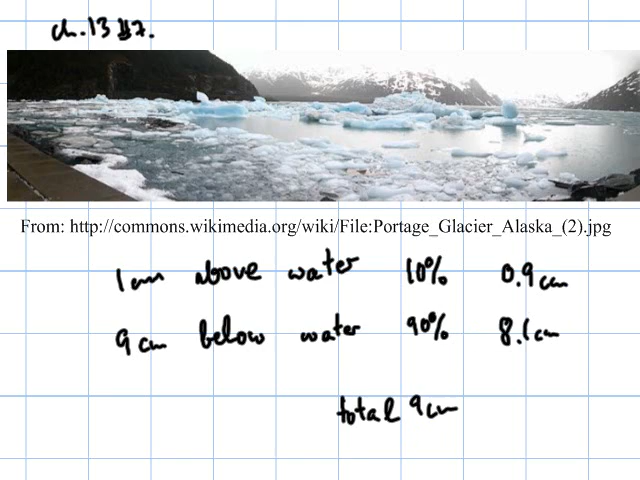 ch.13 #7.
From: http://commons.wikimedia.org/wiki/File:Portage_Glacier_Alaska_(2).jpg
1cm above water 10% 0.9cm
9cm below water 90% 8.1cm
total 9cm